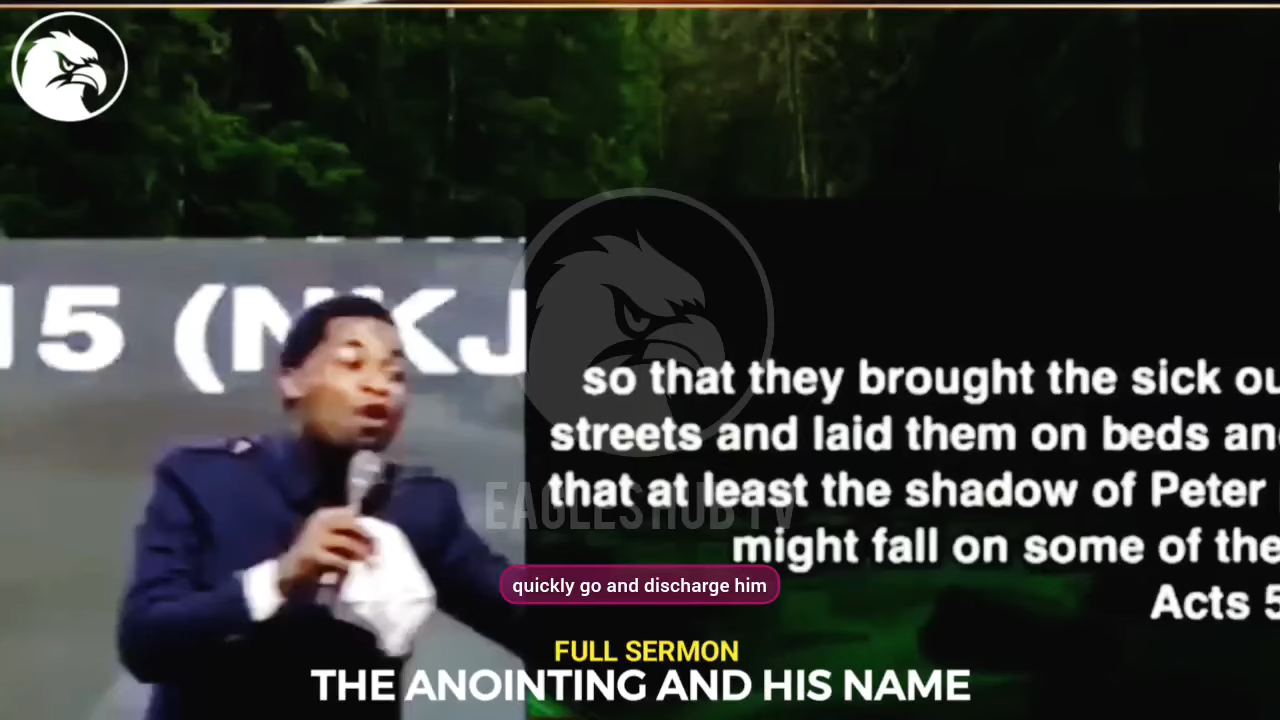 15 (NKJ
so that they brought the sick ou
streets and laid them on beds and
that at least the shadow of Peter
might fall on some of the
Acts 5
EAGLESHUB TV
quickly go and discharge him
FULL SERMON
THE ANOINTING AND HIS NAME